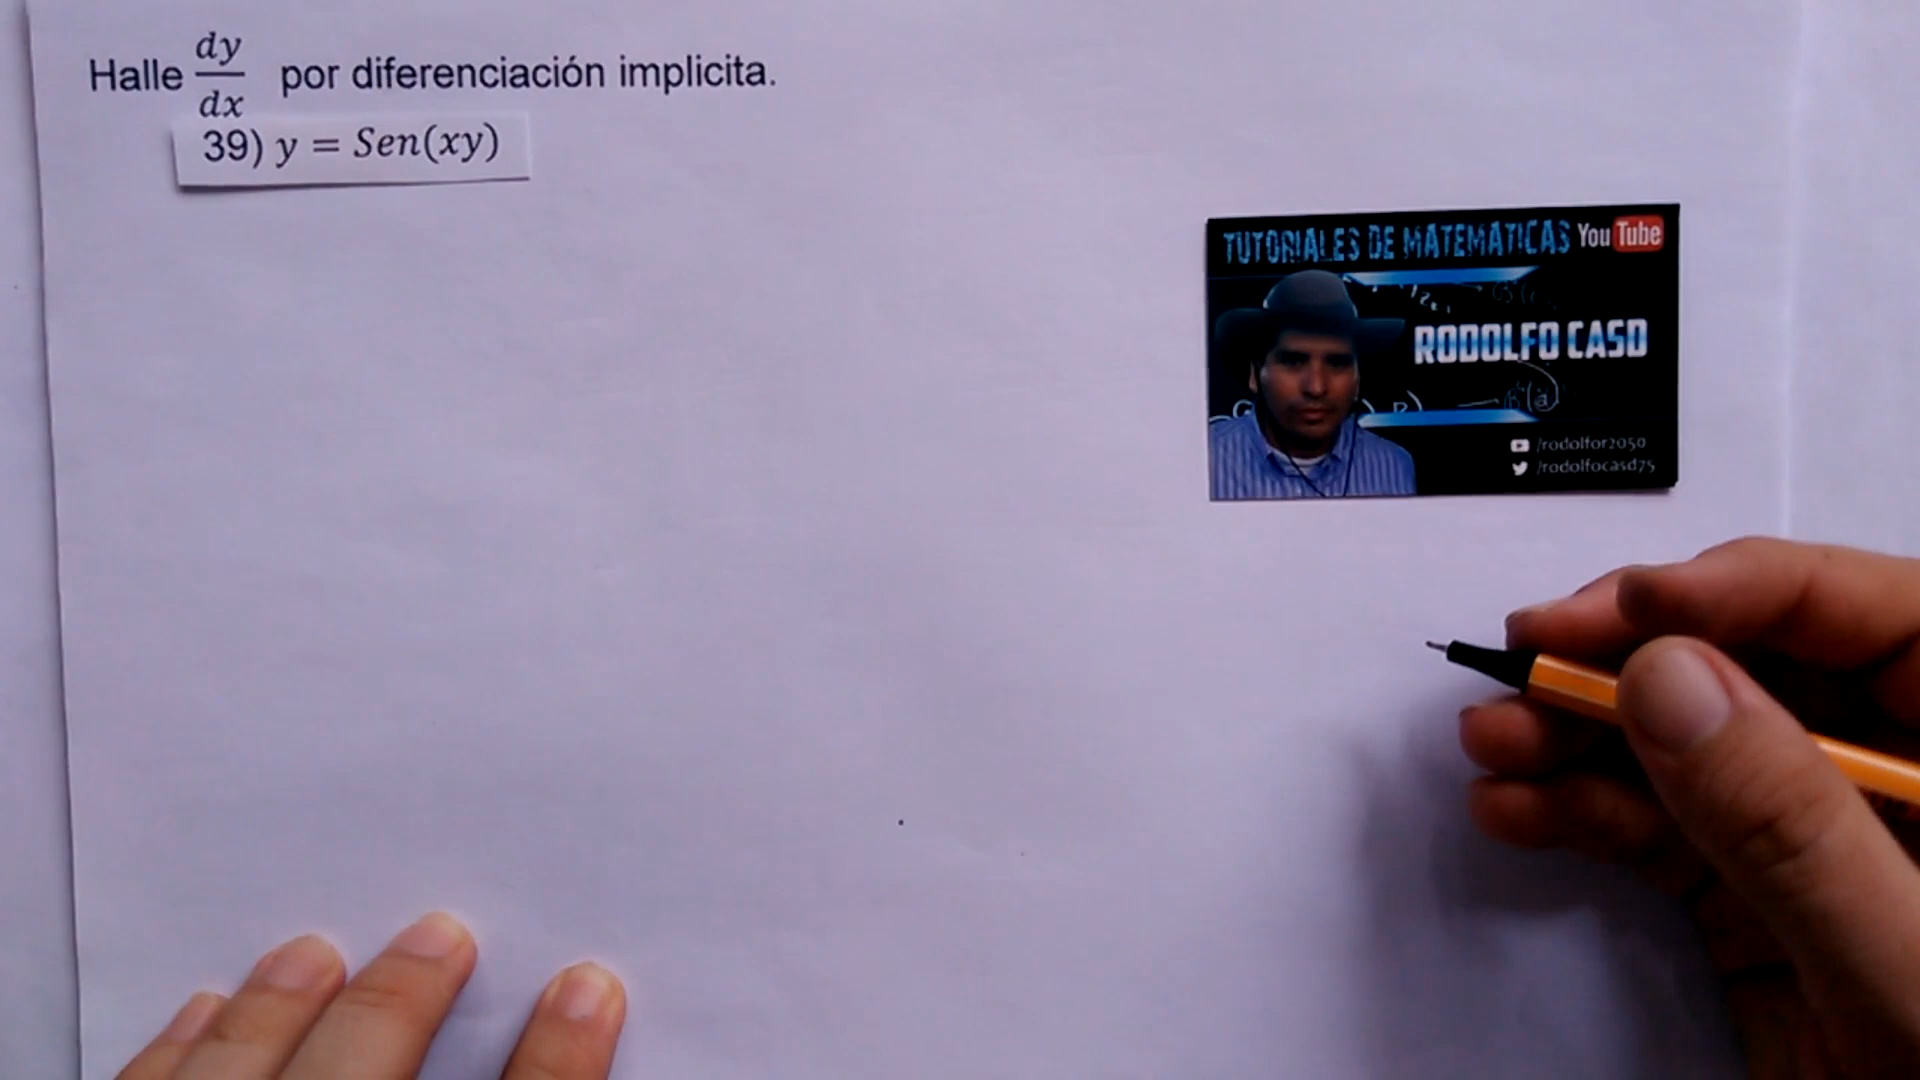 Halle dy/dx por diferenciación implicita.
39) y = Sen(xy)
TUTORIALES DE MATEMATICAS YouTube
RODOLFO CASD
/rodolfor2050
/rodolfocasd75